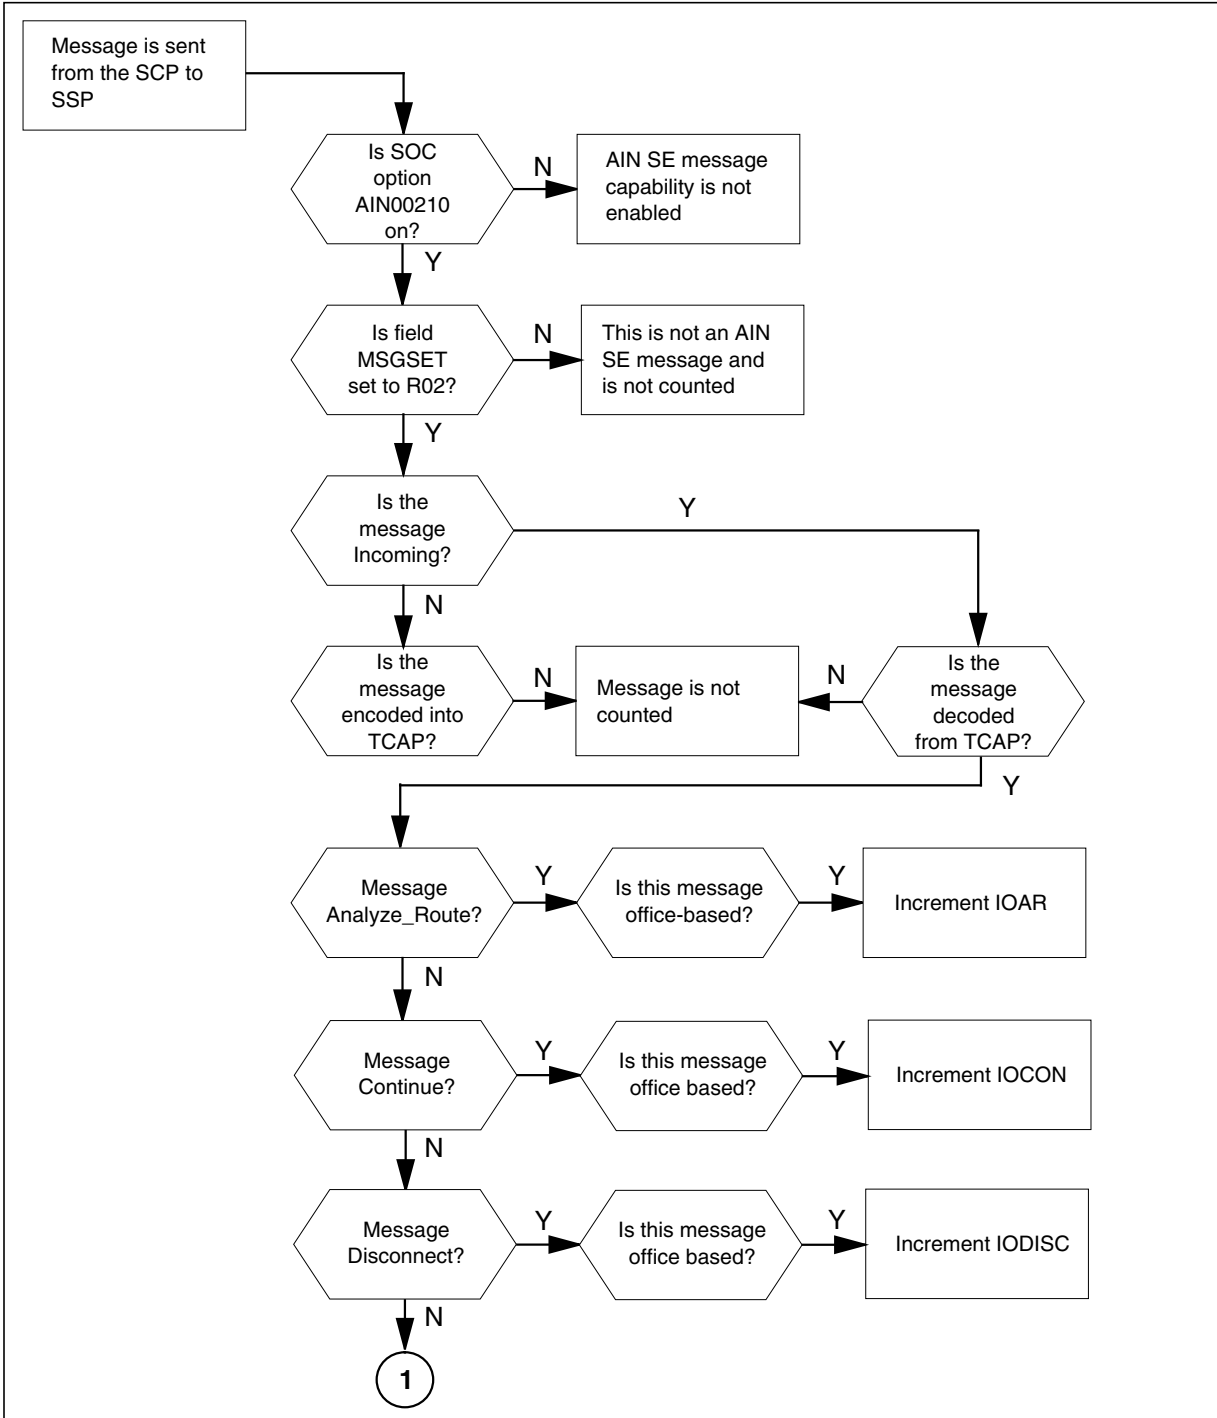 Message is sent
from the SCP to
SSP
Is SOC
option
AIN00210
on?
N
AIN SE message
capability is not
enabled
Y
Is field
MSGSET
set to R02?
N
This is not an AIN
SE message and
is not counted
Y
Is the
message
Incoming?
Y
N
Is the
message
encoded into
TCAP?
N
Message is not
counted
N
Is the
message
decoded
from TCAP?
Y
Message
Analyze_Route?
Y
Is this message
office-based?
Y
Increment IOAR
N
Message
Continue?
Y
Is this message
office based?
Y
Increment IOCON
N
Message
Disconnect?
Y
Is this message
office based?
Y
Increment IODISC
N
1